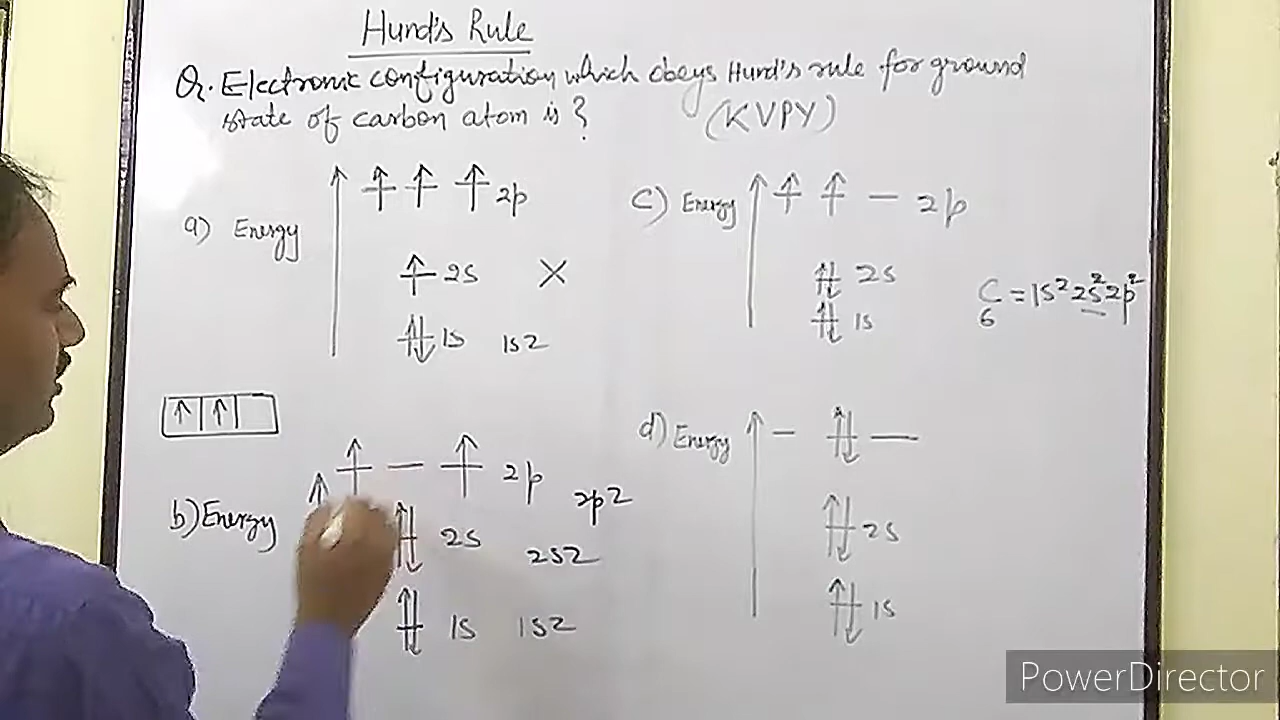 Hund's Rule
Qr. Electronic configuration which obeys Hund's rule for ground
state of carbon atom is? (KVPY)
a) Energy
2p
2s X
1s 1s2
b) Energy
2p 2p2
2s 2s2
1s 1s2
c) Energy
2p
2s
1s
C = 1s² 2s² 2p²
6
d) Energy
2s
1s
PowerDirector